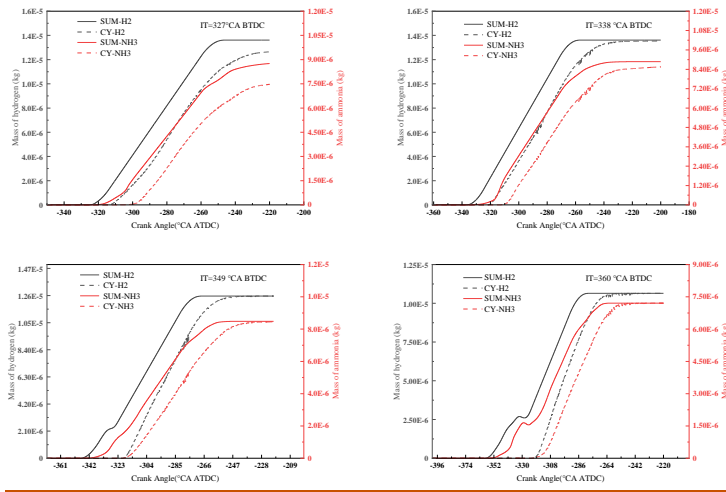 1.6E-5
1.4E-5
1.2E-5
1.0E-5
8.0E-6
6.0E-6
4.0E-6
2.0E-6
0
Mass of hydrogen (kg)
SUM-H2
CY-H2
SUM-NH3
CY-NH3
IT=327°CA BTDC
1.20E-5
1.05E-5
9.00E-6
7.50E-6
6.00E-6
4.50E-6
3.00E-6
1.50E-6
0
Mass of ammonia (kg)
-340 -320 -300 -280 -260 -240 -220 -200
Crank Angle(°CA ATDC)
1.6E-5
1.4E-5
1.2E-5
1.0E-5
8.0E-6
6.0E-6
4.0E-6
2.0E-6
0
Mass of hydrogen (kg)
SUM-H2
CY-H2
SUM-NH3
CY-NH3
IT=338 °CA BTDC
1.20E-5
1.08E-5
9.60E-6
8.40E-6
7.20E-6
6.00E-6
4.80E-6
3.60E-6
2.40E-6
1.20E-6
0.00
Mass of ammonia (kg)
-360 -340 -320 -300 -280 -260 -240 -220 -200 -180
Crank Angle(°CA ATDC)
1.47E-5
1.26E-5
1.05E-5
8.40E-6
6.30E-6
4.20E-6
2.10E-6
0
Mass of hydrogen (kg)
SUM-H2
CY-H2
SUM-NH3
CY-NH3
IT=349 °CA BTDC
1.2E-5
1.0E-5
8.0E-6
6.0E-6
4.0E-6
2.0E-6
0
Mass of ammonia (kg)
-361 -342 -323 -304 -285 -266 -247 -228 -209
Crank Angle(°CA ATDC)
1.25E-5
1.00E-5
7.50E-6
5.00E-6
2.50E-6
0
Mass of hydrogen (kg)
SUM-H2
CY-H2
SUM-NH3
CY-NH3
IT=360 °CA BTDC
9.00E-6
7.50E-6
6.00E-6
4.50E-6
3.00E-6
1.50E-6
0
Mass of ammonia (kg)
-396 -374 -352 -330 -308 -286 -264 -242 -220
Crank Angle(°CA ATDC)